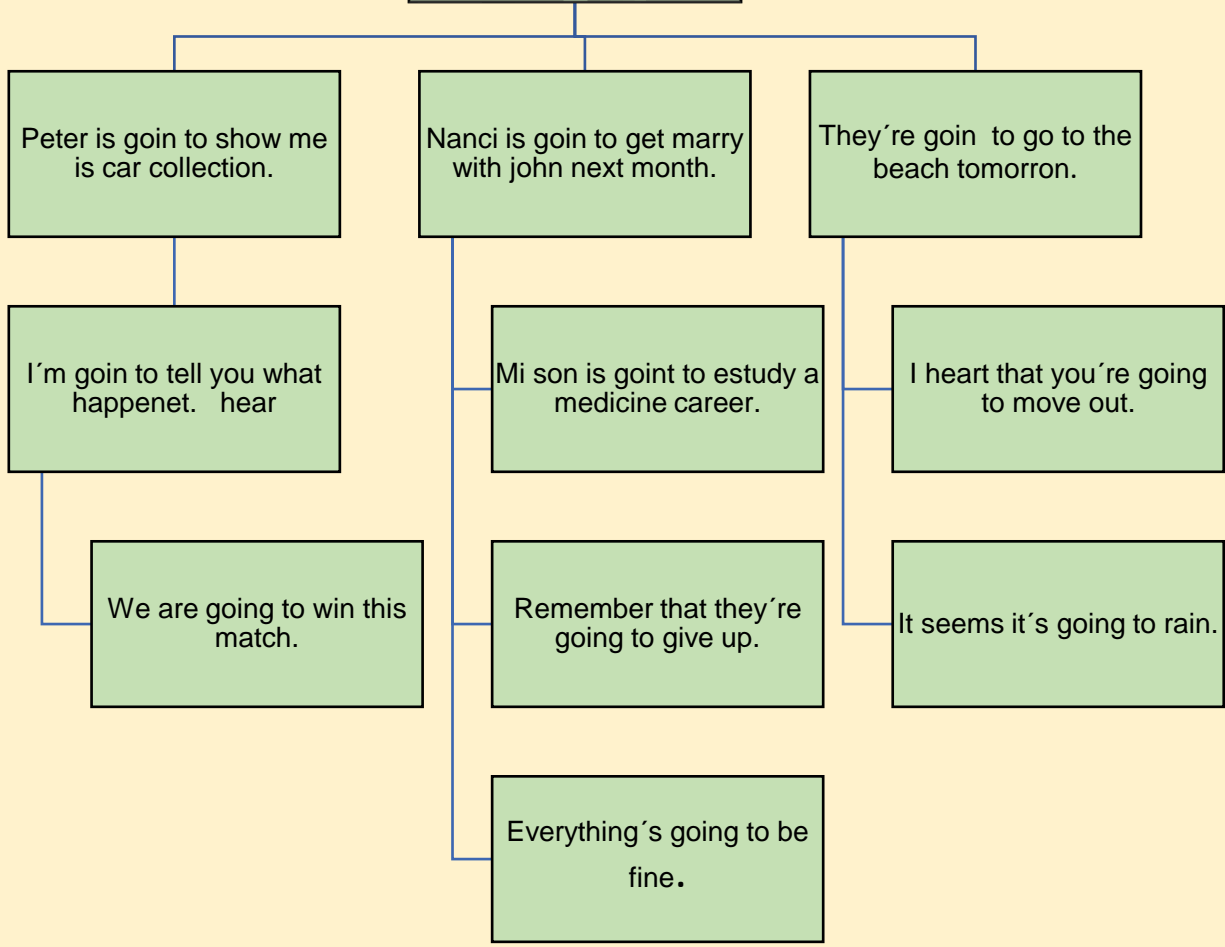 Peter is goin to show me
is car collection.
Nanci is goin to get marry
with john next month.
They´re goin  to go to the
beach tomorron.
I´m goin to tell you what
happenet.   hear
Mi son is goint to estudy a
medicine career.
I heart that you´re going
to move out.
We are going to win this
match.
Remember that they´re
going to give up.
It seems it´s going to rain.
Everything´s going to be
fine.